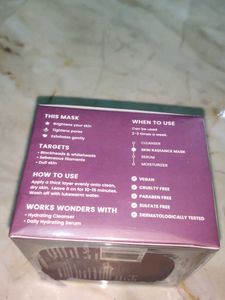 THIS MASK
Brightens your skin
Tightens pores
Exfoliates gently
TARGETS
• Blackheads & whiteheads
• Sebaceous filaments
• Dull skin
HOW TO USE
Apply a thick layer evenly onto clean,
dry skin. Leave it on for 10-15 minutes.
Wash off with lukewarm water.
WORKS WONDERS WITH
• Hydrating Cleanser
• Daily Hydrating Serum
WHEN TO USE
Can be used
2-3 times a week.
CLEANSER
SKIN RADIANCE MASK
SERUM
MOISTURIZER
VEGAN
CRUELTY FREE
PARABEN FREE
SULFATE FREE
DERMATOLOGICALLY TESTED